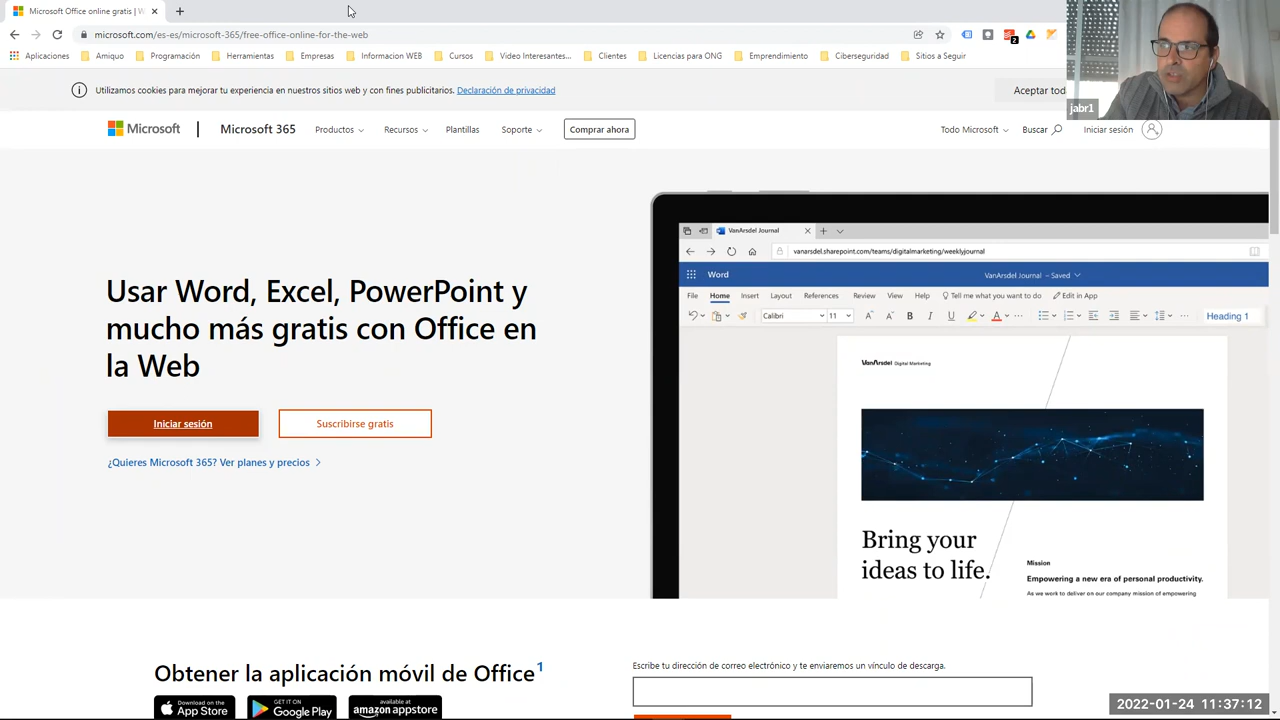 Microsoft Office online gratis | W
microsoft.com/es-es/microsoft-365/free-office-online-for-the-web
2
Aplicaciones
Amiquo
Programación
Herramientas
Empresas
Información WEB
Cursos
Video Interesantes...
Clientes
Licencias para ONG
Emprendimiento
Ciberseguridad
Sitios a Seguir
Utilizamos cookies para mejorar tu experiencia en nuestros sitios web y con fines publicitarios. Declaración de privacidad
Aceptar tod
jabr1
Microsoft
Microsoft 365
Productos
Recursos
Plantillas
Soporte
Comprar ahora
Todo Microsoft
Buscar
Iniciar sesión
Usar Word, Excel, PowerPoint y
mucho más gratis con Office en
la Web
Iniciar sesión
Suscribirse gratis
¿Quieres Microsoft 365? Ver planes y precios
VanArsdel Journal
vanarsdel.sharepoint.com/teams/digitalmarketing/weeklyjournal
Word
VanArsdel Journal – Saved
File
Home
Insert
Layout
References
Review
View
Help
Tell me what you want to do
Edit in App
Calibri
11
Heading 1
VanArsdel Digital Marketing
Bring your
ideas to life.
Mission
Empowering a new era of personal productivity.
As we work to deliver on our company mission of empowering
Obtener la aplicación móvil de Office1
Download on the
App Store
GET IT ON
Google Play
available at
amazon appstore
Escribe tu dirección de correo electrónico y te enviaremos un vínculo de descarga.
2022-01-24 11:37:12